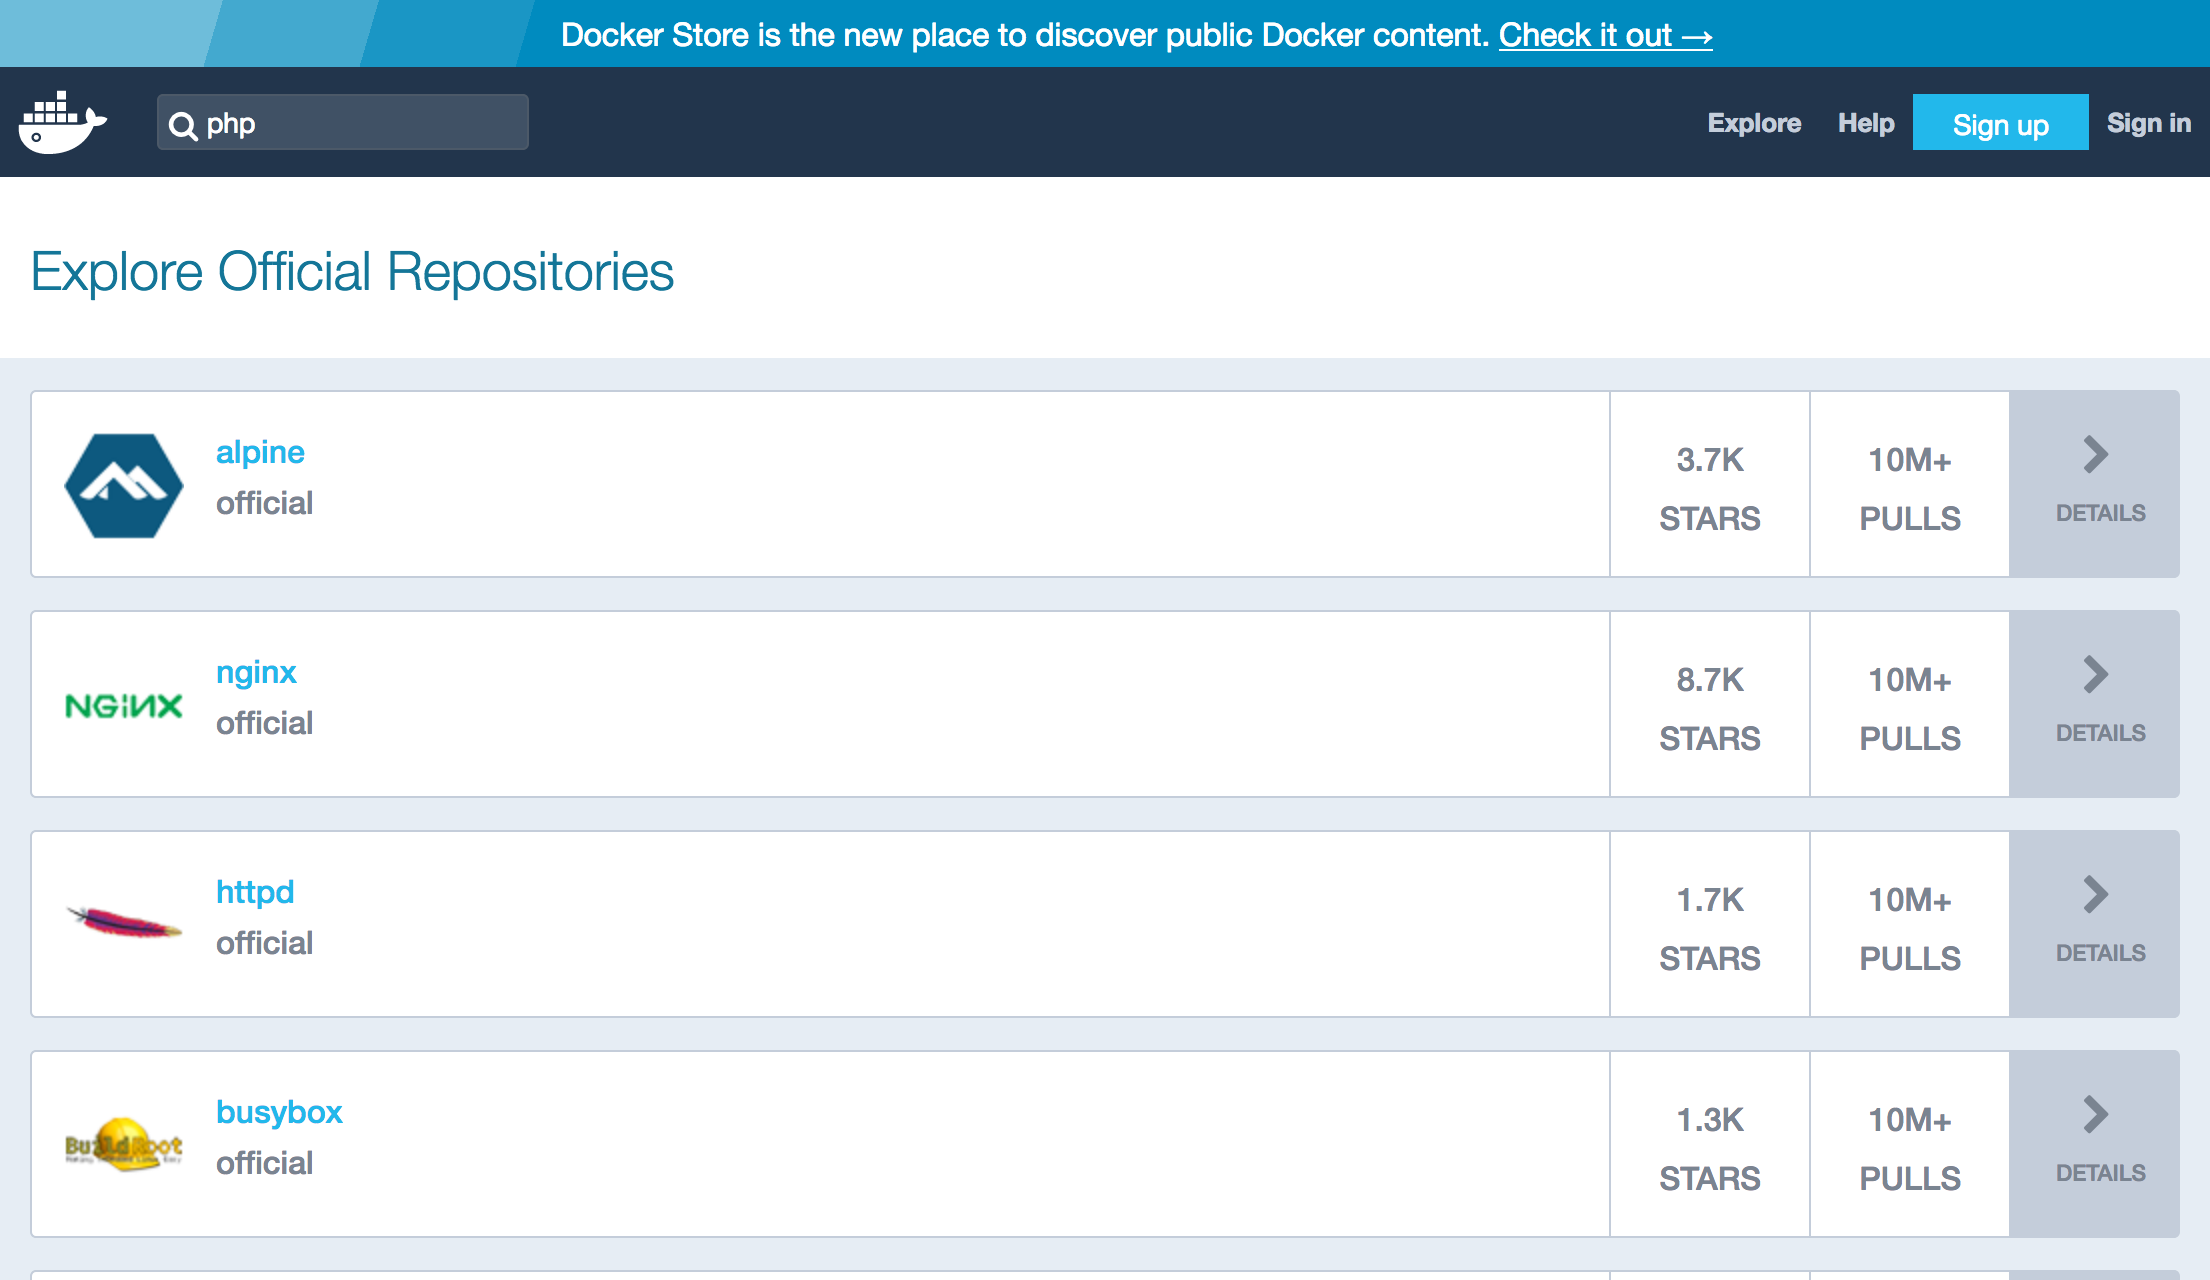 Docker Store is the new place to discover public Docker content. Check it out →
php
Explore Help Sign up Sign in
Explore Official Repositories
alpine
official
3.7K
STARS
10M+
PULLS
DETAILS
NGINX
nginx
official
8.7K
STARS
10M+
PULLS
DETAILS
httpd
official
1.7K
STARS
10M+
PULLS
DETAILS
BuildRoot
busybox
official
1.3K
STARS
10M+
PULLS
DETAILS